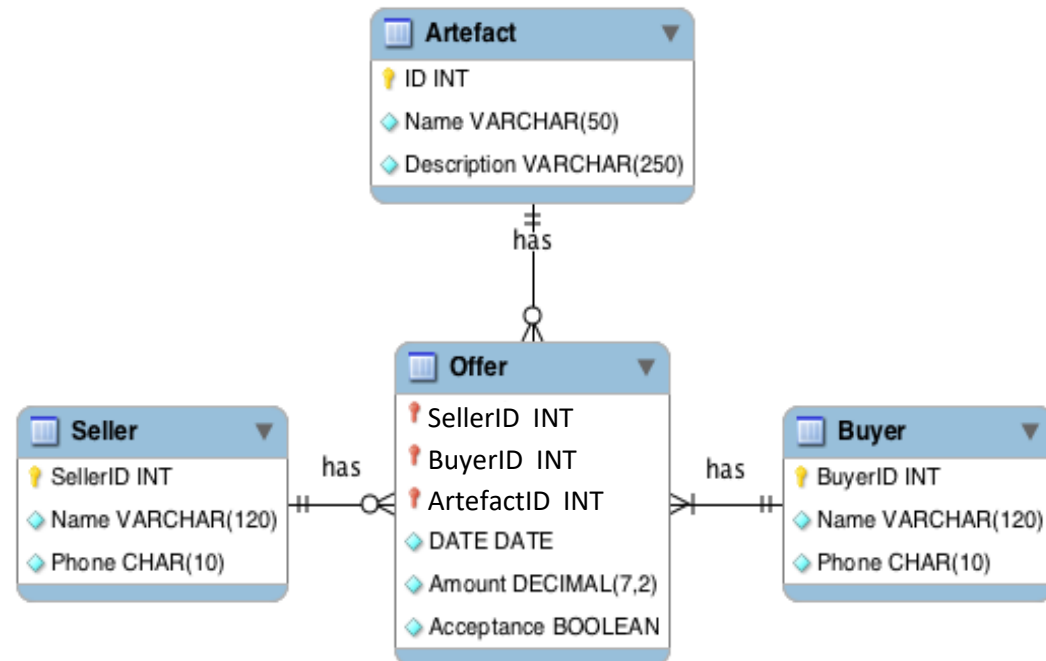 Artefact
ID INT
Name VARCHAR(50)
Description VARCHAR(250)
has
Offer
SellerID INT
BuyerID INT
ArtefactID INT
DATE DATE
Amount DECIMAL(7,2)
Acceptance BOOLEAN
Seller
SellerID INT
Name VARCHAR(120)
Phone CHAR(10)
has
has
Buyer
BuyerID INT
Name VARCHAR(120)
Phone CHAR(10)